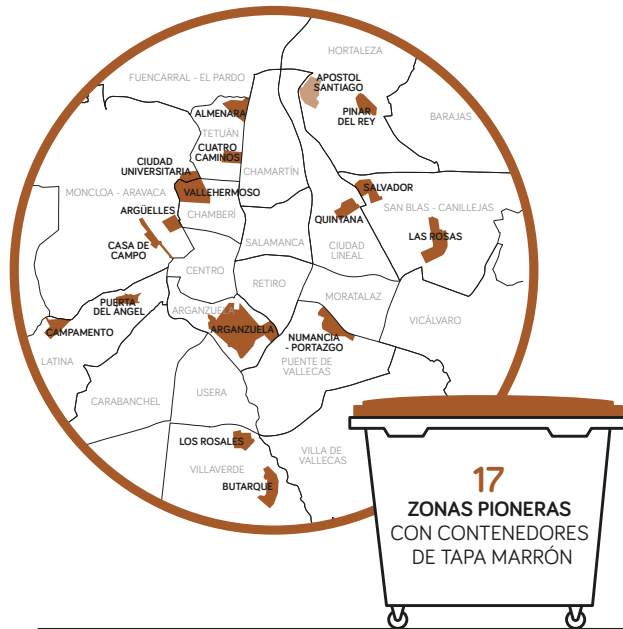 HORTALEZA
FUENCARRAL - EL PARDO
APOSTOL
SANTIAGO
ALMENARA
PINAR
DEL REY
BARAJAS
TETUÁN
CUATRO
CAMINOS
CIUDAD
UNIVERSITARIA
CHAMARTÍN
MONCLOA - ARAVACA
VALLEHERMOSO
SALVADOR
SAN BLAS - CANILLEJAS
ARGÜELLES
CHAMBERÍ
QUINTANA
LAS ROSAS
CASA DE
CAMPO
SALAMANCA
CIUDAD
LINEAL
CENTRO
RETIRO
MORATALAZ
PUERTA
DEL ÁNGEL
ARGANZUELA
VICÁLVARO
CAMPAMENTO
ARGANZUELA
NUMANCIA
- PORTAZGO
LATINA
PUENTE DE
VALLECAS
CARABANCHEL
USERA
LOS ROSALES
VILLA DE
VALLECAS
VILLAVERDE
BUTARQUE
17
ZONAS PIONERAS
CON CONTENEDORES
DE TAPA MARRÓN